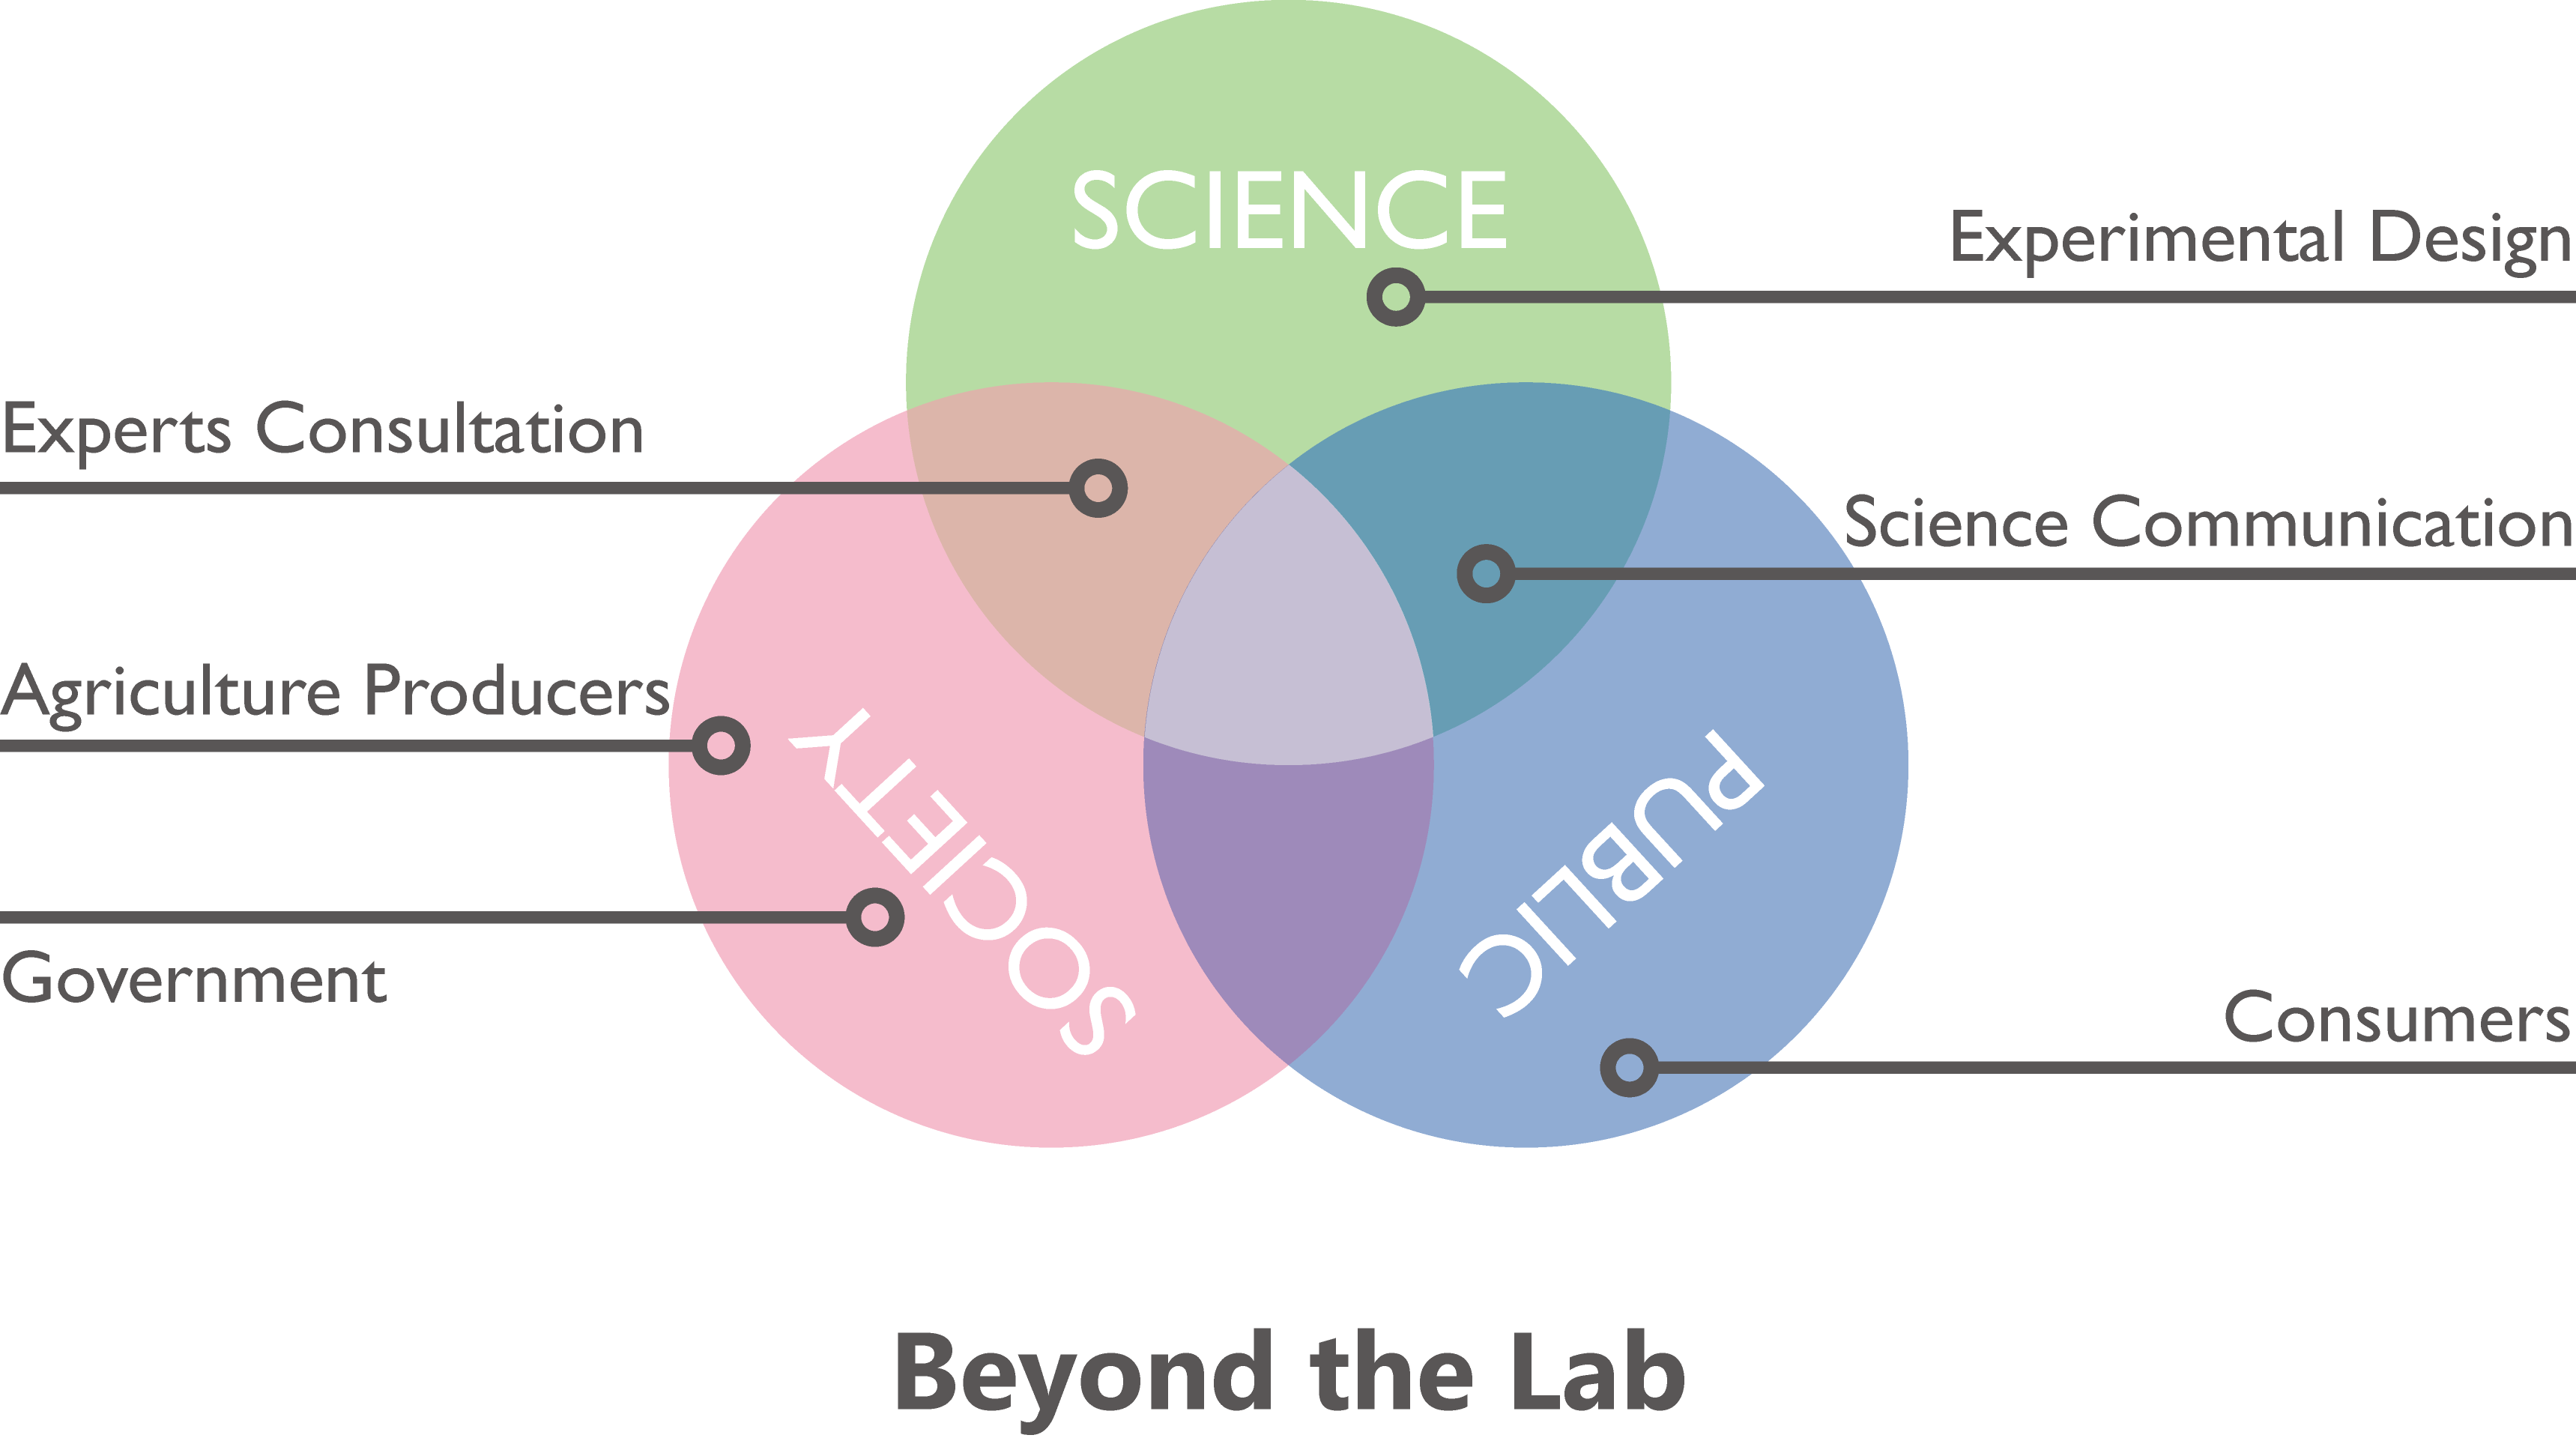 SCIENCE
Experimental Design
Experts Consultation
Science Communication
Agriculture Producers
SOCIETY
PUBLIC
Government
Consumers
Beyond the Lab